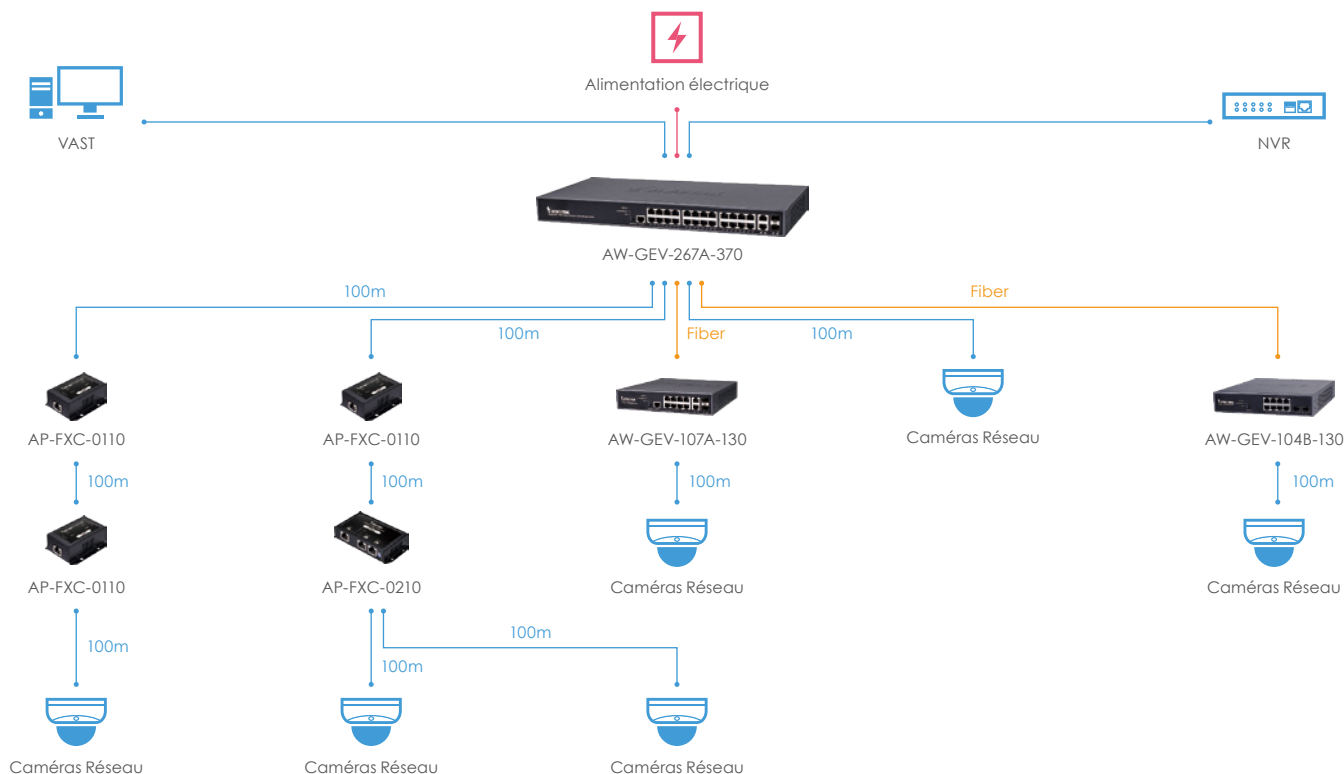 Alimentation électrique
VAST
NVR
AW-GEV-267A-370
100m
Fiber
100m
Fiber
100m
AP-FXC-0110
AP-FXC-0110
AW-GEV-107A-130
Caméras Réseau
AW-GEV-104B-130
100m
100m
100m
100m
AP-FXC-0110
AP-FXC-0210
Caméras Réseau
Caméras Réseau
100m
100m
100m
Caméras Réseau
Caméras Réseau
Caméras Réseau